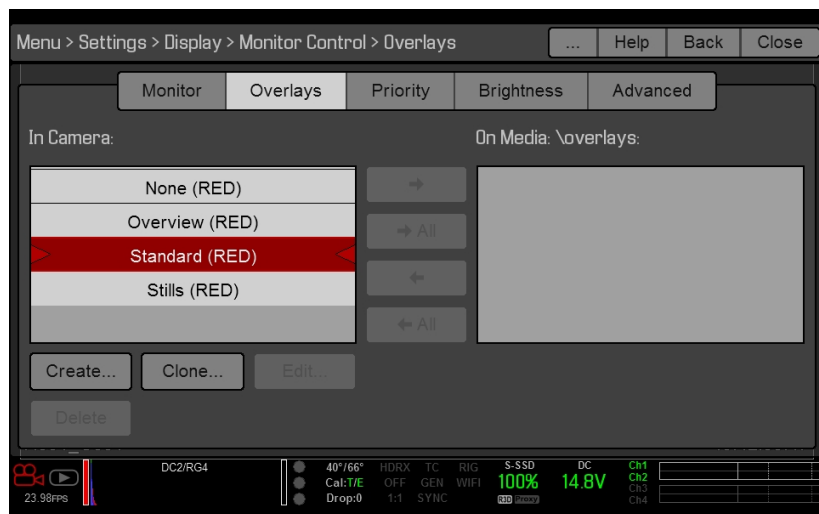 Menu > Settings > Display > Monitor Control > Overlays ... Help Back Close
Monitor Overlays Priority Brightness Advanced
In Camera: On Media: \overlays:
None (RED)
Overview (RED)
Standard (RED)
Stills (RED)
→
→ All
←
← All
Create... Clone... Edit...
Delete
DC2/RG4 40°/66° HDRX TC RIG S-SSD DC Ch1
Cal:T/E OFF GEN WIFI 100% 14.8V Ch2
23.98FPS Drop:0 1:1 SYNC R3D Proxy Ch3
Ch4